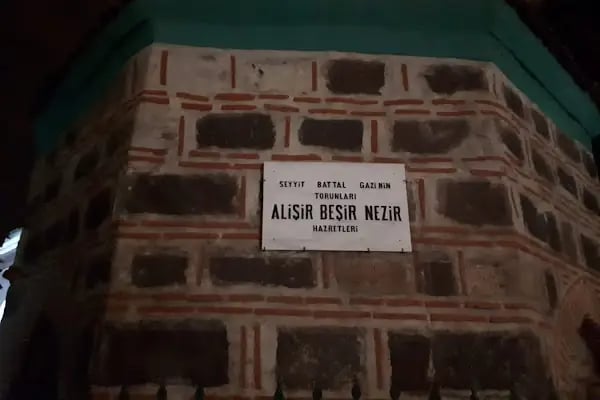 SEYYİT BATTAL GAZİ NİN
TORUNLARI
ALİŞİR BEŞİR NEZİR
HAZRETLERİ